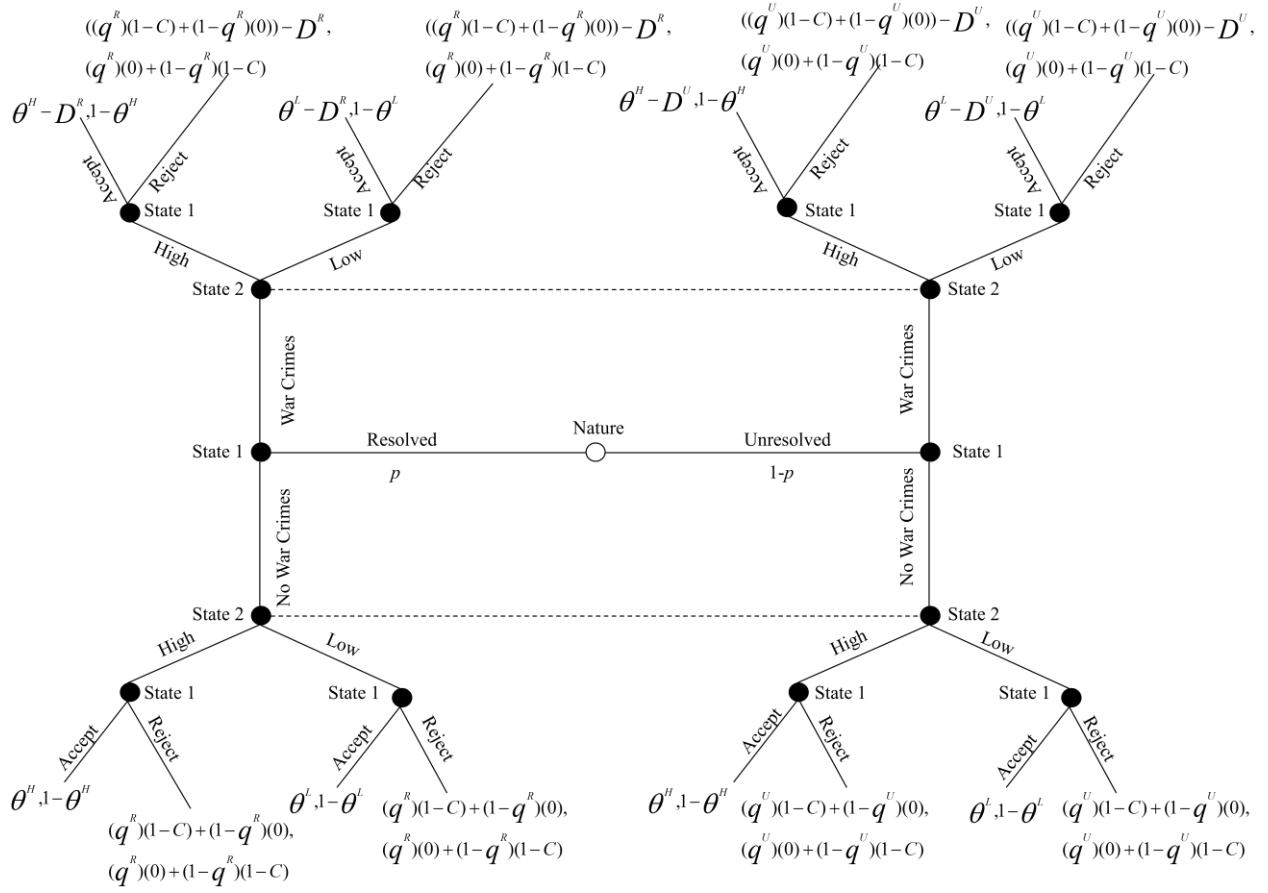 ((q^R)(1−C)+(1−q^R)(0))−D^R,
(q^R)(0)+(1−q^R)(1−C)
((q^R)(1−C)+(1−q^R)(0))−D^R,
(q^R)(0)+(1−q^R)(1−C)
((q^U)(1−C)+(1−q^U)(0))−D^U,
(q^U)(0)+(1−q^U)(1−C)
((q^U)(1−C)+(1−q^U)(0))−D^U,
(q^U)(0)+(1−q^U)(1−C)
θ^H−D^R,1−θ^H
θ^L−D^R,1−θ^L
θ^H−D^U,1−θ^H
θ^L−D^U,1−θ^L
Accept
Reject
Accept
Reject
Accept
Reject
Accept
Reject
State 1
State 1
State 1
State 1
High
Low
High
Low
State 2
State 2
War Crimes
War Crimes
State 1
Resolved
p
Nature
Unresolved
1-p
State 1
No War Crimes
No War Crimes
State 2
State 2
High
Low
High
Low
State 1
State 1
State 1
State 1
Accept
Reject
Accept
Reject
Accept
Reject
Accept
Reject
θ^H,1−θ^H
(q^R)(1−C)+(1−q^R)(0),
(q^R)(0)+(1−q^R)(1−C)
θ^L,1−θ^L
(q^R)(1−C)+(1−q^R)(0),
(q^R)(0)+(1−q^R)(1−C)
θ^H,1−θ^H
(q^U)(1−C)+(1−q^U)(0),
(q^U)(0)+(1−q^U)(1−C)
θ^L,1−θ^L
(q^U)(1−C)+(1−q^U)(0),
(q^U)(0)+(1−q^U)(1−C)